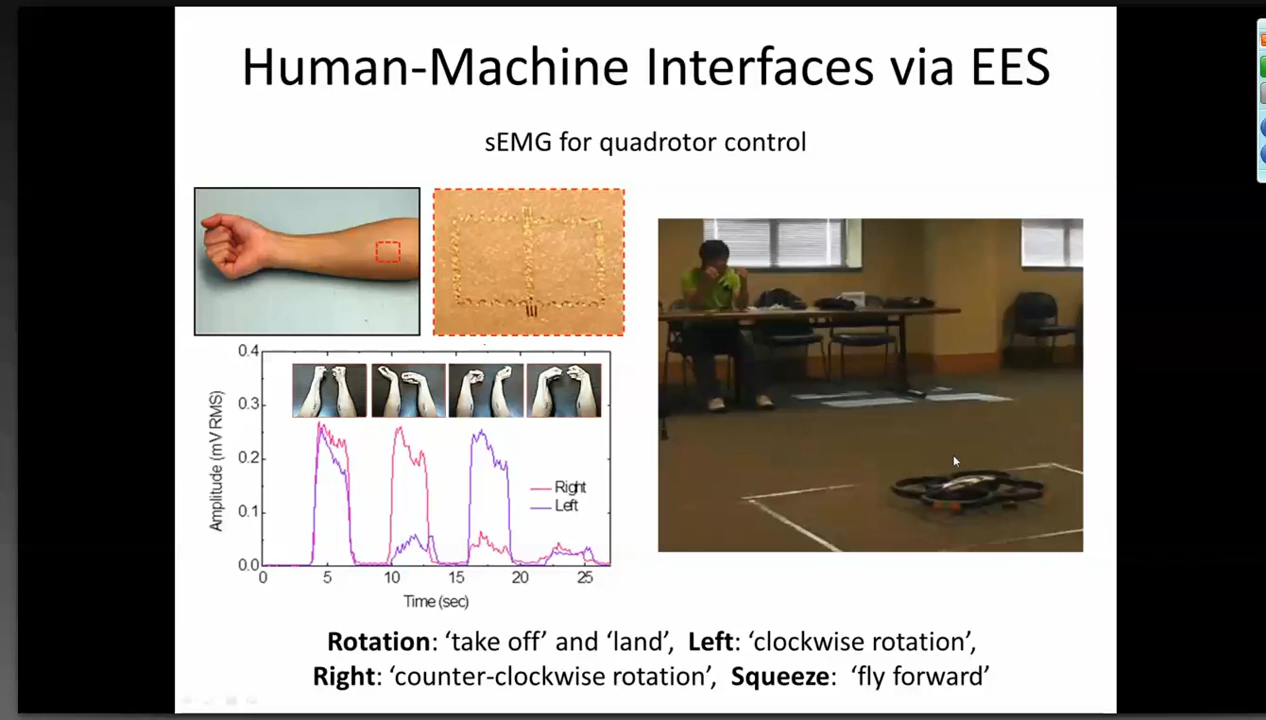 Human-Machine Interfaces via EES
sEMG for quadrotor control
0.4
0.3
0.2
0.1
0.0
Amplitude (mV RMS)
Right
Left
0 5 10 15 20 25
Time (sec)
Rotation: ‘take off’ and ‘land’, Left: ‘clockwise rotation’,
Right: ‘counter-clockwise rotation’, Squeeze: ‘fly forward’